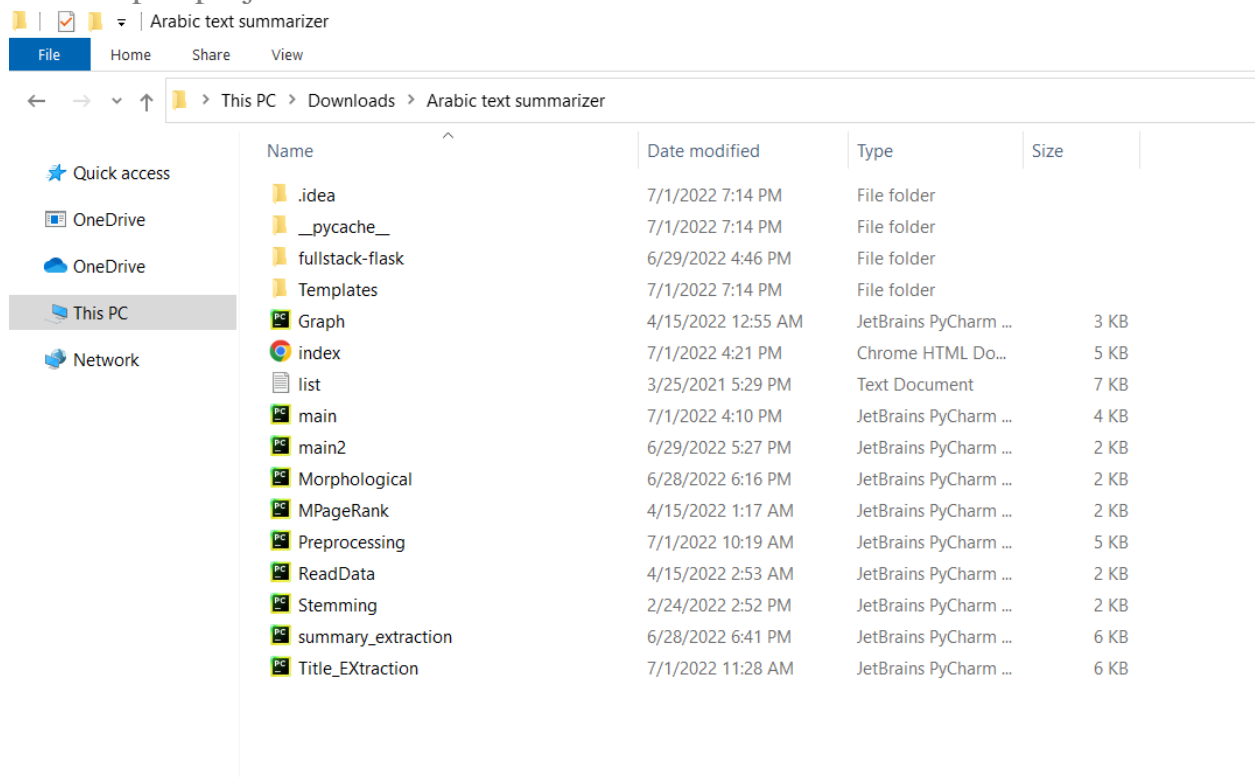 Arabic text summarizer
File Home Share View
This PC > Downloads > Arabic text summarizer
Name Date modified Type Size
Quick access
OneDrive
OneDrive
This PC
Network
.idea 7/1/2022 7:14 PM File folder
__pycache__ 7/1/2022 7:14 PM File folder
fullstack-flask 6/29/2022 4:46 PM File folder
Templates 7/1/2022 7:14 PM File folder
Graph 4/15/2022 12:55 AM JetBrains PyCharm ... 3 KB
index 7/1/2022 4:21 PM Chrome HTML Do... 5 KB
list 3/25/2021 5:29 PM Text Document 7 KB
main 7/1/2022 4:10 PM JetBrains PyCharm ... 4 KB
main2 6/29/2022 5:27 PM JetBrains PyCharm ... 2 KB
Morphological 6/28/2022 6:16 PM JetBrains PyCharm ... 2 KB
MPageRank 4/15/2022 1:17 AM JetBrains PyCharm ... 2 KB
Preprocessing 7/1/2022 10:19 AM JetBrains PyCharm ... 5 KB
ReadData 4/15/2022 2:53 AM JetBrains PyCharm ... 2 KB
Stemming 2/24/2022 2:52 PM JetBrains PyCharm ... 2 KB
summary_extraction 6/28/2022 6:41 PM JetBrains PyCharm ... 6 KB
Title_EXtraction 7/1/2022 11:28 AM JetBrains PyCharm ... 6 KB